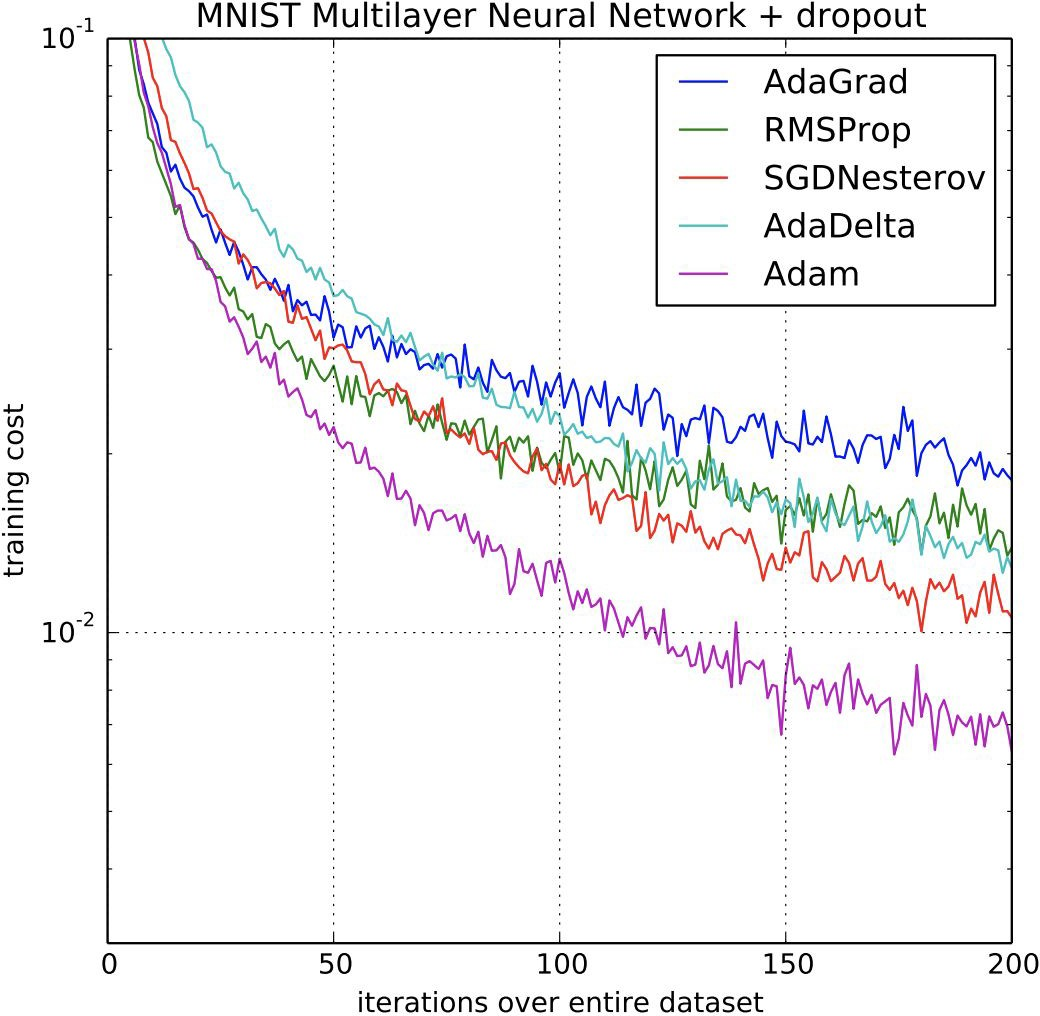 MNIST Multilayer Neural Network + dropout
10^-1
AdaGrad
RMSProp
SGDNesterov
AdaDelta
Adam
training cost
10^-2
0 50 100 150 200
iterations over entire dataset